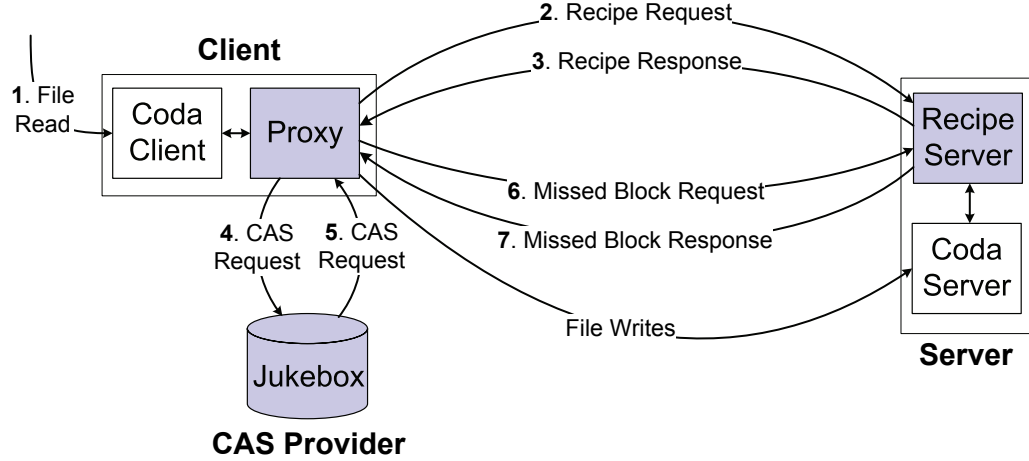 2. Recipe Request
Client
3. Recipe Response
1. File
Read
Coda
Client
Proxy
Recipe
Server
6. Missed Block Request
4. CAS
Request
5. CAS
Request
7. Missed Block Response
Coda
Server
File Writes
Server
Jukebox
CAS Provider